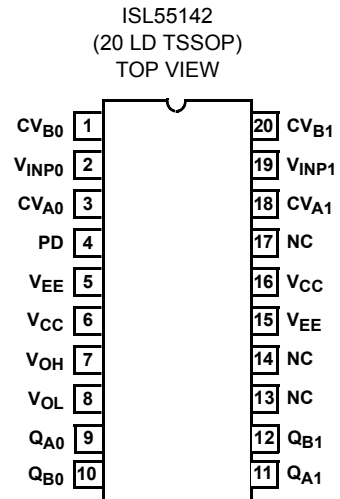 ISL55142
(20 LD TSSOP)
TOP VIEW
CVB0 1 20 CVB1
VINP0 2 19 VINP1
CVA0 3 18 CVA1
PD 4 17 NC
VEE 5 16 VCC
VCC 6 15 VEE
VOH 7 14 NC
VOL 8 13 NC
QA0 9 12 QB1
QB0 10 11 QA1